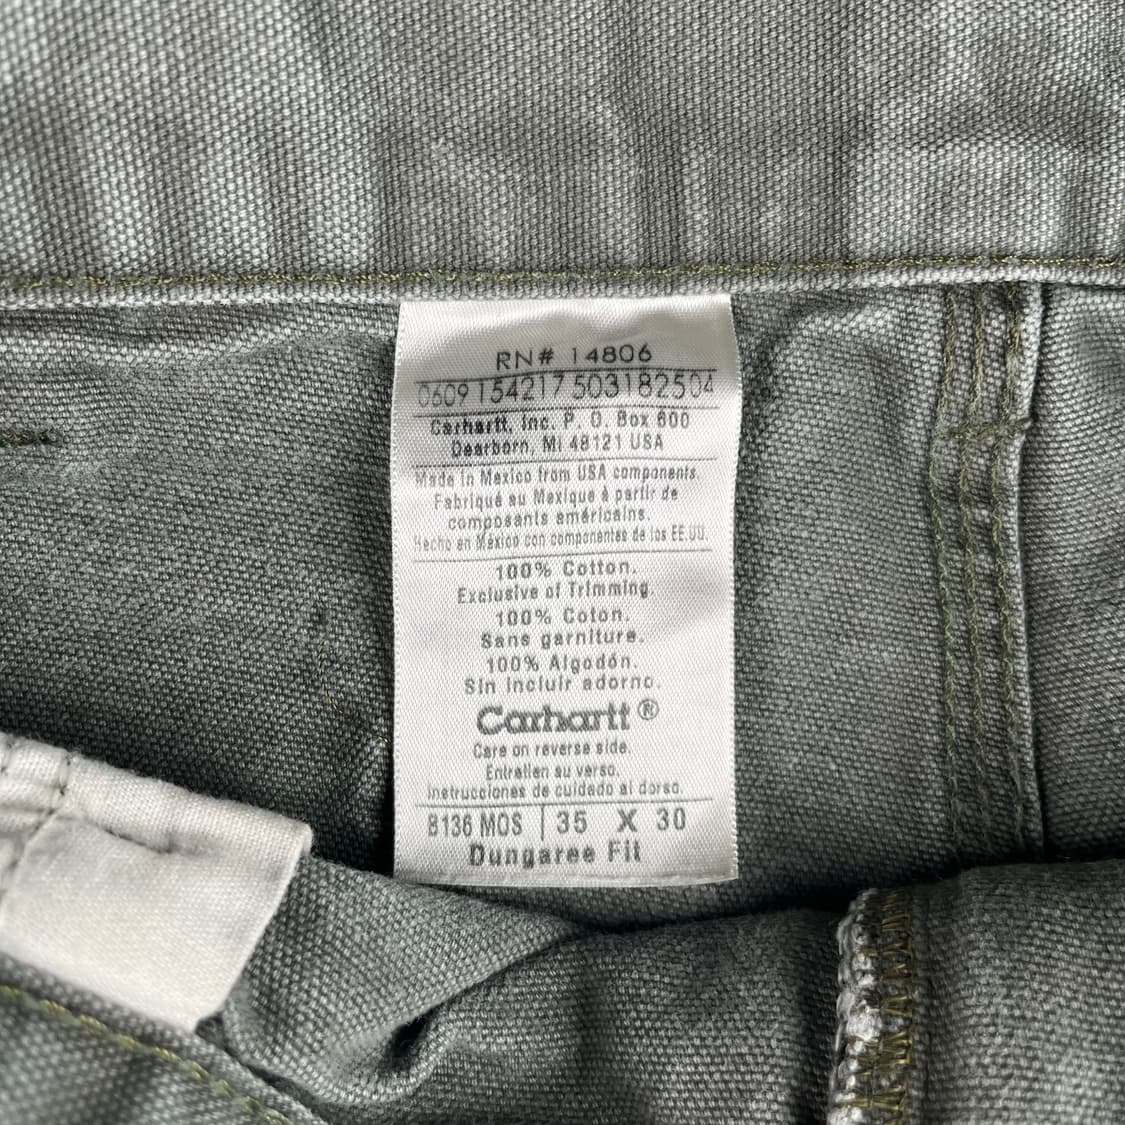 RN# 14806
0609 154217 503182504
Carhartt, Inc. P. O. Box 600
Dearborn, MI 48121 USA
Made in Mexico from USA components.
Fabriqué au Mexique à partir de
composants américains.
Hecho en México con componentes de los EE.UU.
100% Cotton.
Exclusive of Trimming.
100% Coton.
Sans garniture.
100% Algodón.
Sin incluir adorno.
Carhartt®
Care on reverse side.
Entretien au verso.
Instrucciones de cuidado al dorso.
B136 MOS | 35 X 30
Dungaree Fit